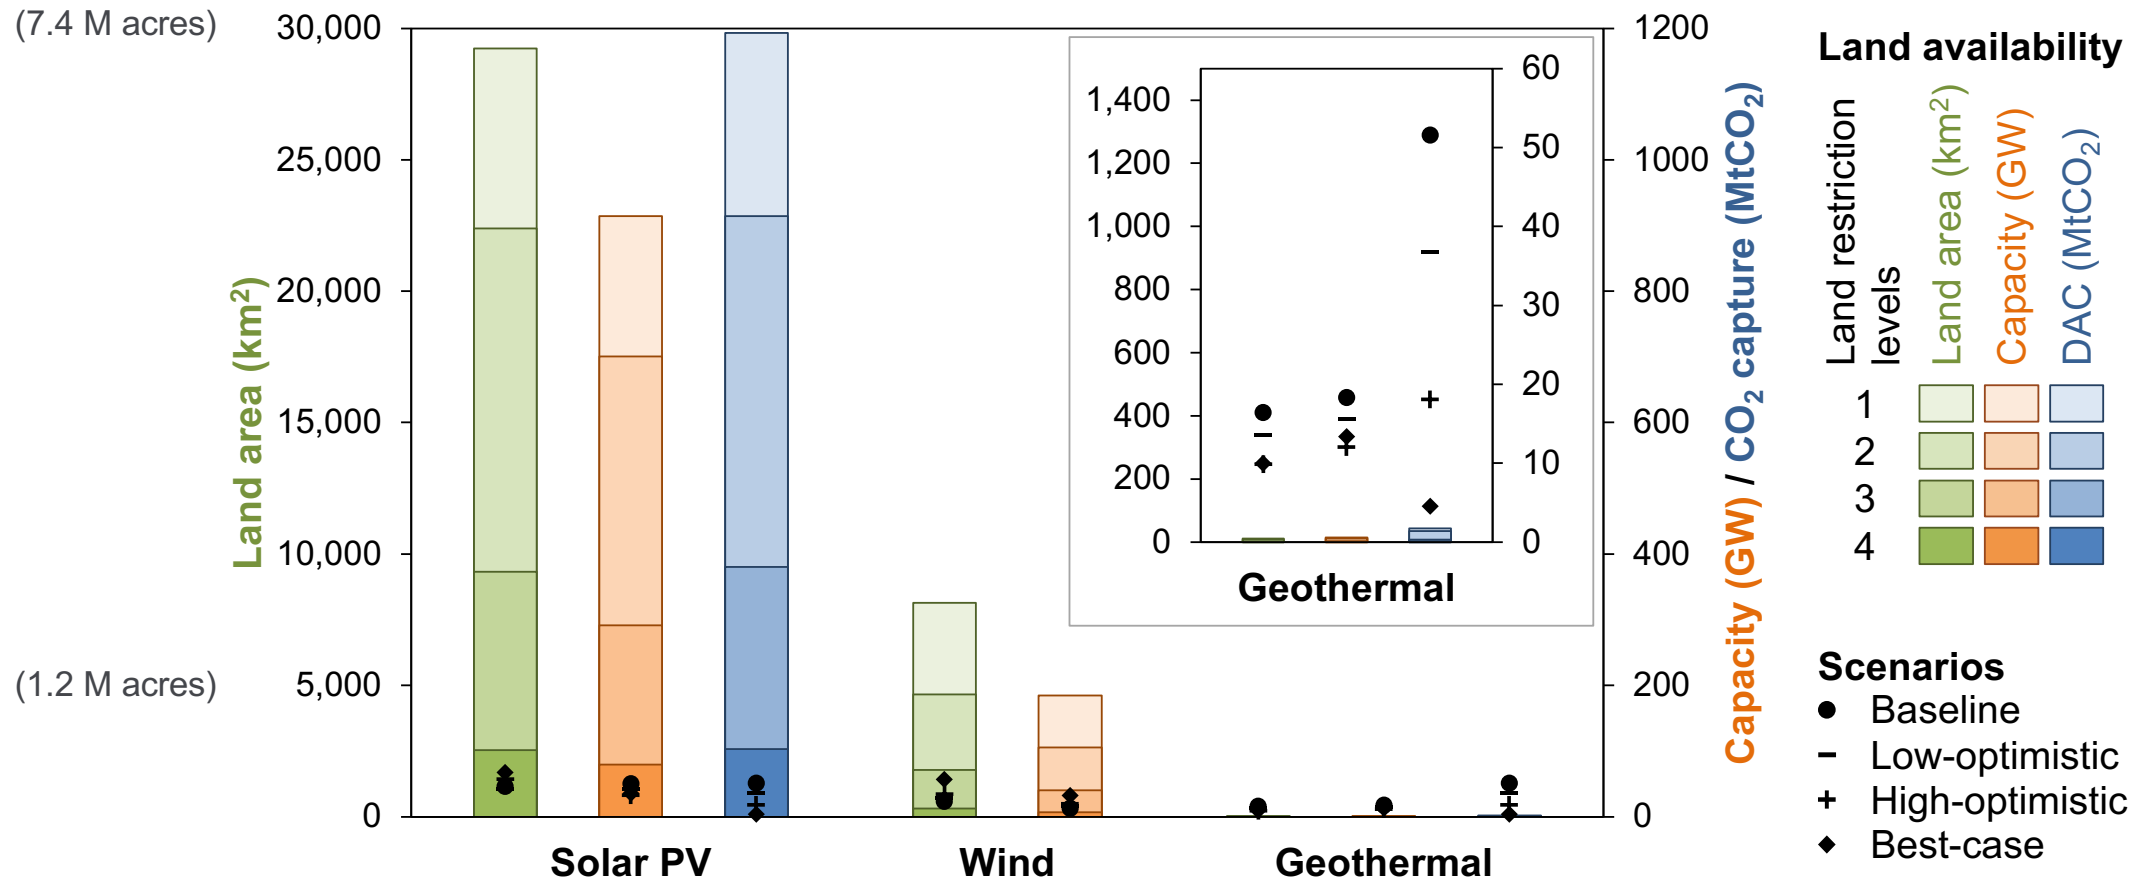 (7.4 M acres)
(1.2 M acres)
Land area (km²)
30,000
25,000
20,000
15,000
10,000
5,000
0
Solar PV
Wind
Geothermal
1,400
1,200
1,000
800
600
400
200
0
60
50
40
30
20
10
0
Geothermal
1200
1000
800
600
400
200
0
Capacity (GW) / CO₂ capture (MtCO₂)
Land availability
Land restriction
levels
Land area (km²)
Capacity (GW)
DAC (MtCO₂)
1
2
3
4
Scenarios
Baseline
Low-optimistic
High-optimistic
Best-case